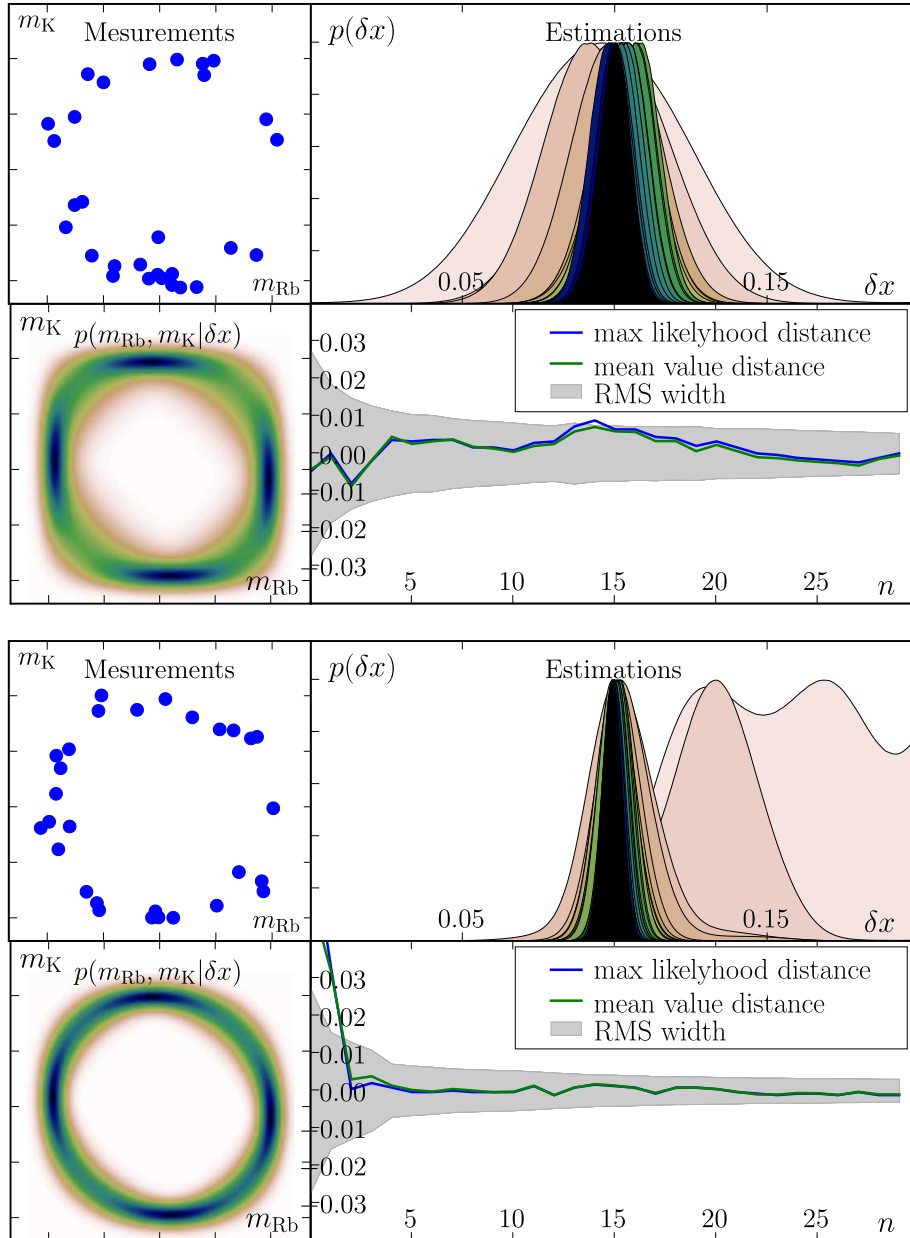 m_K
Mesurements
m_Rb
p(δx)
Estimations
0.05
0.15
δx
m_K
p(m_Rb, m_K|δx)
m_Rb
0.03
0.02
0.01
0.00
−0.01
−0.02
−0.03
max likelyhood distance
mean value distance
RMS width
5
10
15
20
25
n
m_K
Mesurements
m_Rb
p(δx)
Estimations
0.05
0.15
δx
m_K
p(m_Rb, m_K|δx)
m_Rb
0.03
0.02
0.01
0.00
−0.01
−0.02
−0.03
max likelyhood distance
mean value distance
RMS width
5
10
15
20
25
n